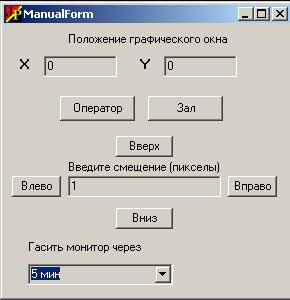 ManualForm
Положение графического окна
X 0 Y 0
Оператор Зал
Вверх
Введите смещение (пикселы)
Влево 1 Вправо
Вниз
Гасить монитор через
5 мин